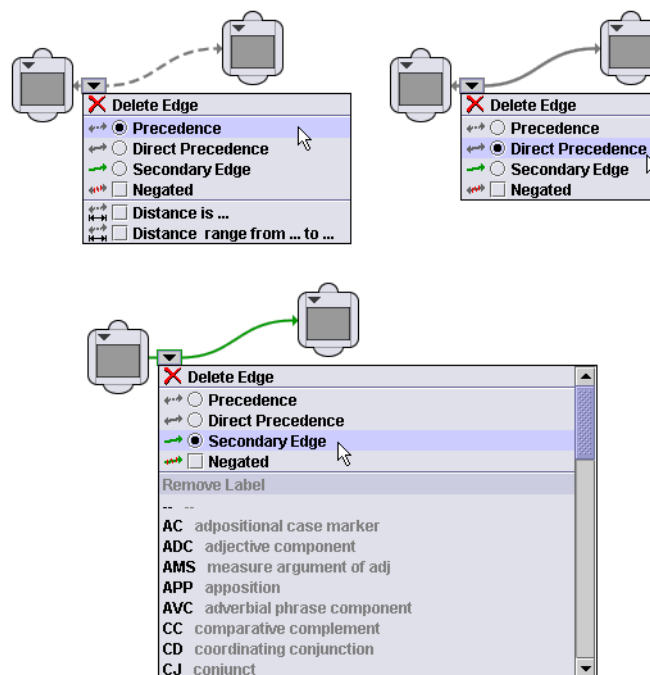 Delete Edge
Precedence
Direct Precedence
Secondary Edge
Negated
Distance is ...
Distance range from ... to ...
Delete Edge
Precedence
Direct Precedence
Secondary Edge
Negated
Delete Edge
Precedence
Direct Precedence
Secondary Edge
Negated
Remove Label
-- --
AC adpositional case marker
ADC adjective component
AMS measure argument of adj
APP apposition
AVC adverbial phrase component
CC comparative complement
CD coordinating conjunction
CJ conjunct